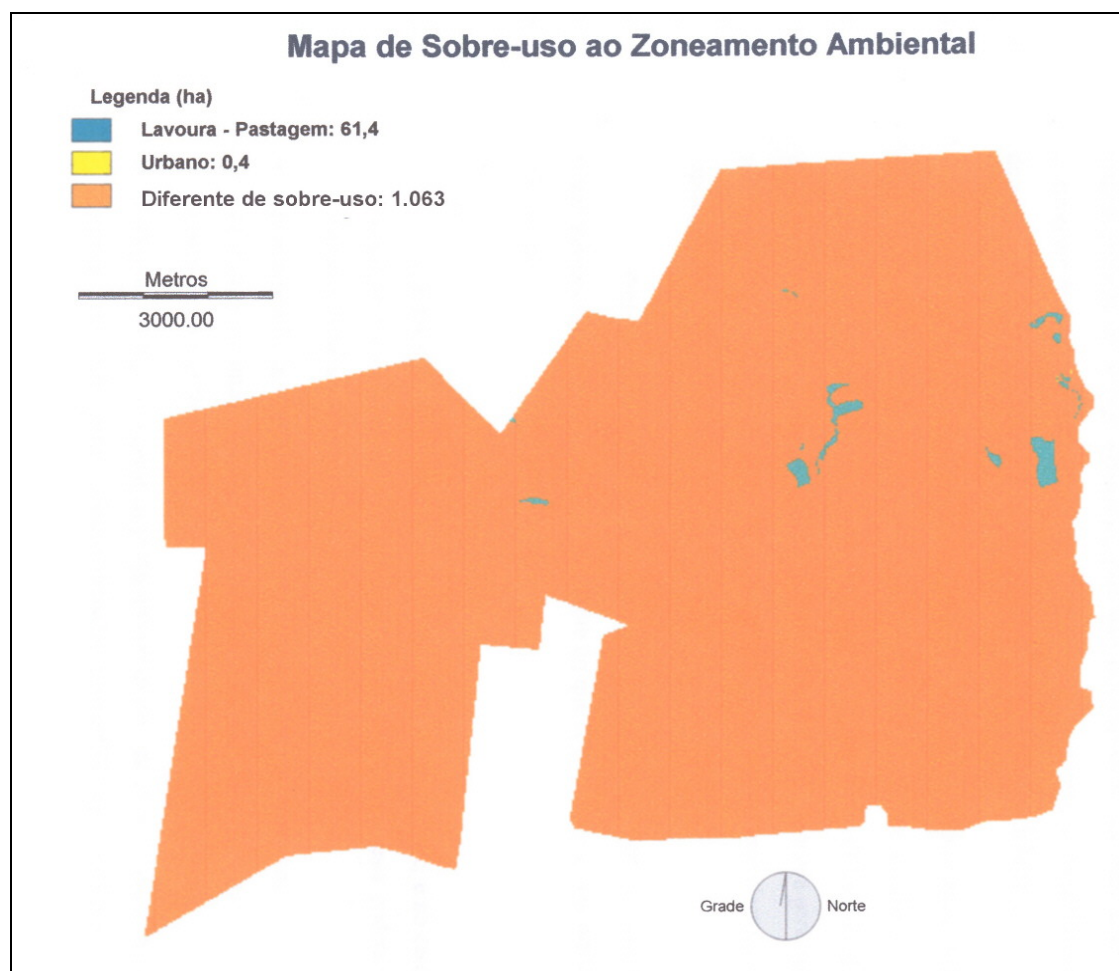 Mapa de Sobre-uso ao Zoneamento Ambiental
Legenda (ha)
Lavoura - Pastagem: 61,4
Urbano: 0,4
Diferente de sobre-uso: 1.063
Metros
3000.00
Grade
Norte